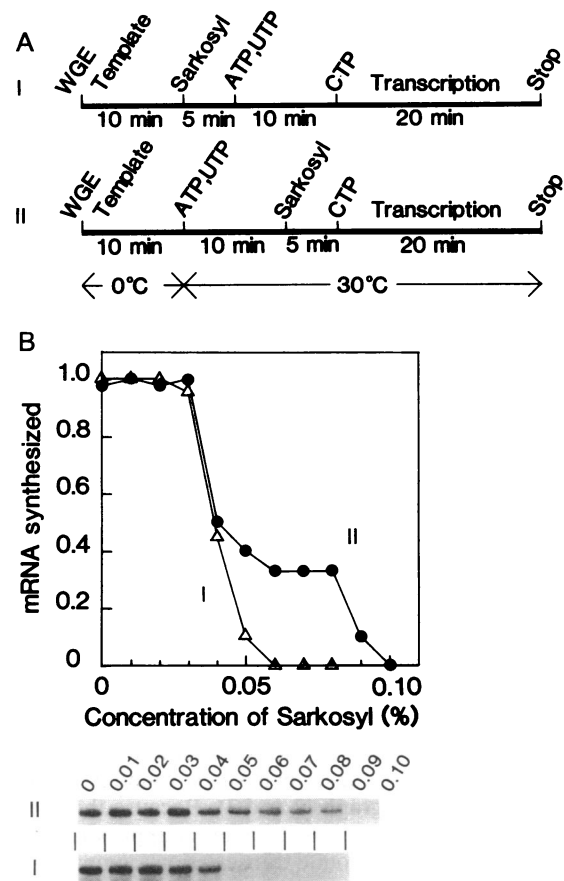 A
I
WGE Template Sarkosyl ATP,UTP CTP Transcription Stop
10 min 5 min 10 min 20 min
II
WGE Template ATP,UTP Sarkosyl CTP Transcription Stop
10 min 10 min 5 min 20 min
0°C 30°C
B
mRNA synthesized
1.0
0.8
0.6
0.4
0.2
0
II
I
0 0.05 0.10
Concentration of Sarkosyl (%)
0 0.01 0.02 0.03 0.04 0.05 0.06 0.07 0.08 0.09 0.10
II
I